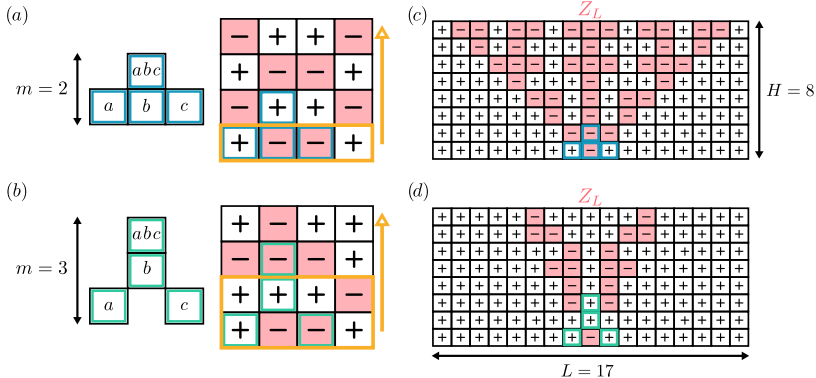 (a)
m = 2
abc
a b c
− + + −
+ − − +
− + + −
+ − − +
(b)
m = 3
abc
b
a c
+ − + +
− − − +
+ + + −
+ − − +
(c)
Z_L
+ − − + − − + − − − + − − + − − +
+ + − + − + + + − + + + − + − + +
+ + + − − − + − − − + − − − + + +
+ + + + − + + + − + + + − + + + +
+ + + + + − − + − + − − + + + + +
+ + + + + + − + − + − + + + + + +
+ + + + + + + − − − + + + + + + +
+ + + + + + + + − + + + + + + + +
H = 8
(d)
Z_L
+ + + + + − + + + + + − + + + + +
+ + + + + − − + + + − − + + + + +
+ + + + + + + − + − + + + + + + +
+ + + + + + − − + − − + + + + + +
+ + + + + + + − + − + + + + + + +
+ + + + + + + − + − + + + + + + +
+ + + + + + + + + + + + + + + + +
+ + + + + + + + − + + + + + + + +
L = 17